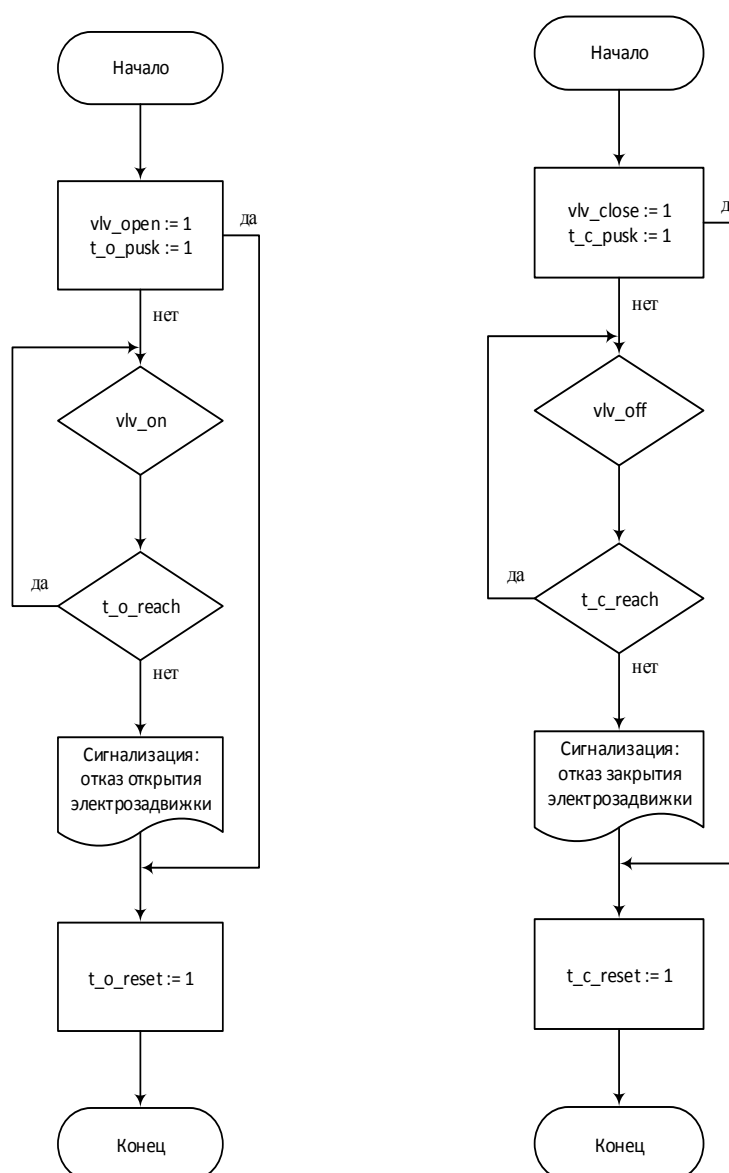 Начало
vlv_open := 1
t_o_pusk := 1
да
нет
vlv_on
да
t_o_reach
нет
Сигнализация:
отказ открытия
электрозадвижки
t_o_reset := 1
Конец
Начало
vlv_close := 1
t_c_pusk := 1
нет
vlv_off
да
t_c_reach
нет
Сигнализация:
отказ закрытия
электрозадвижки
t_c_reset := 1
Конец